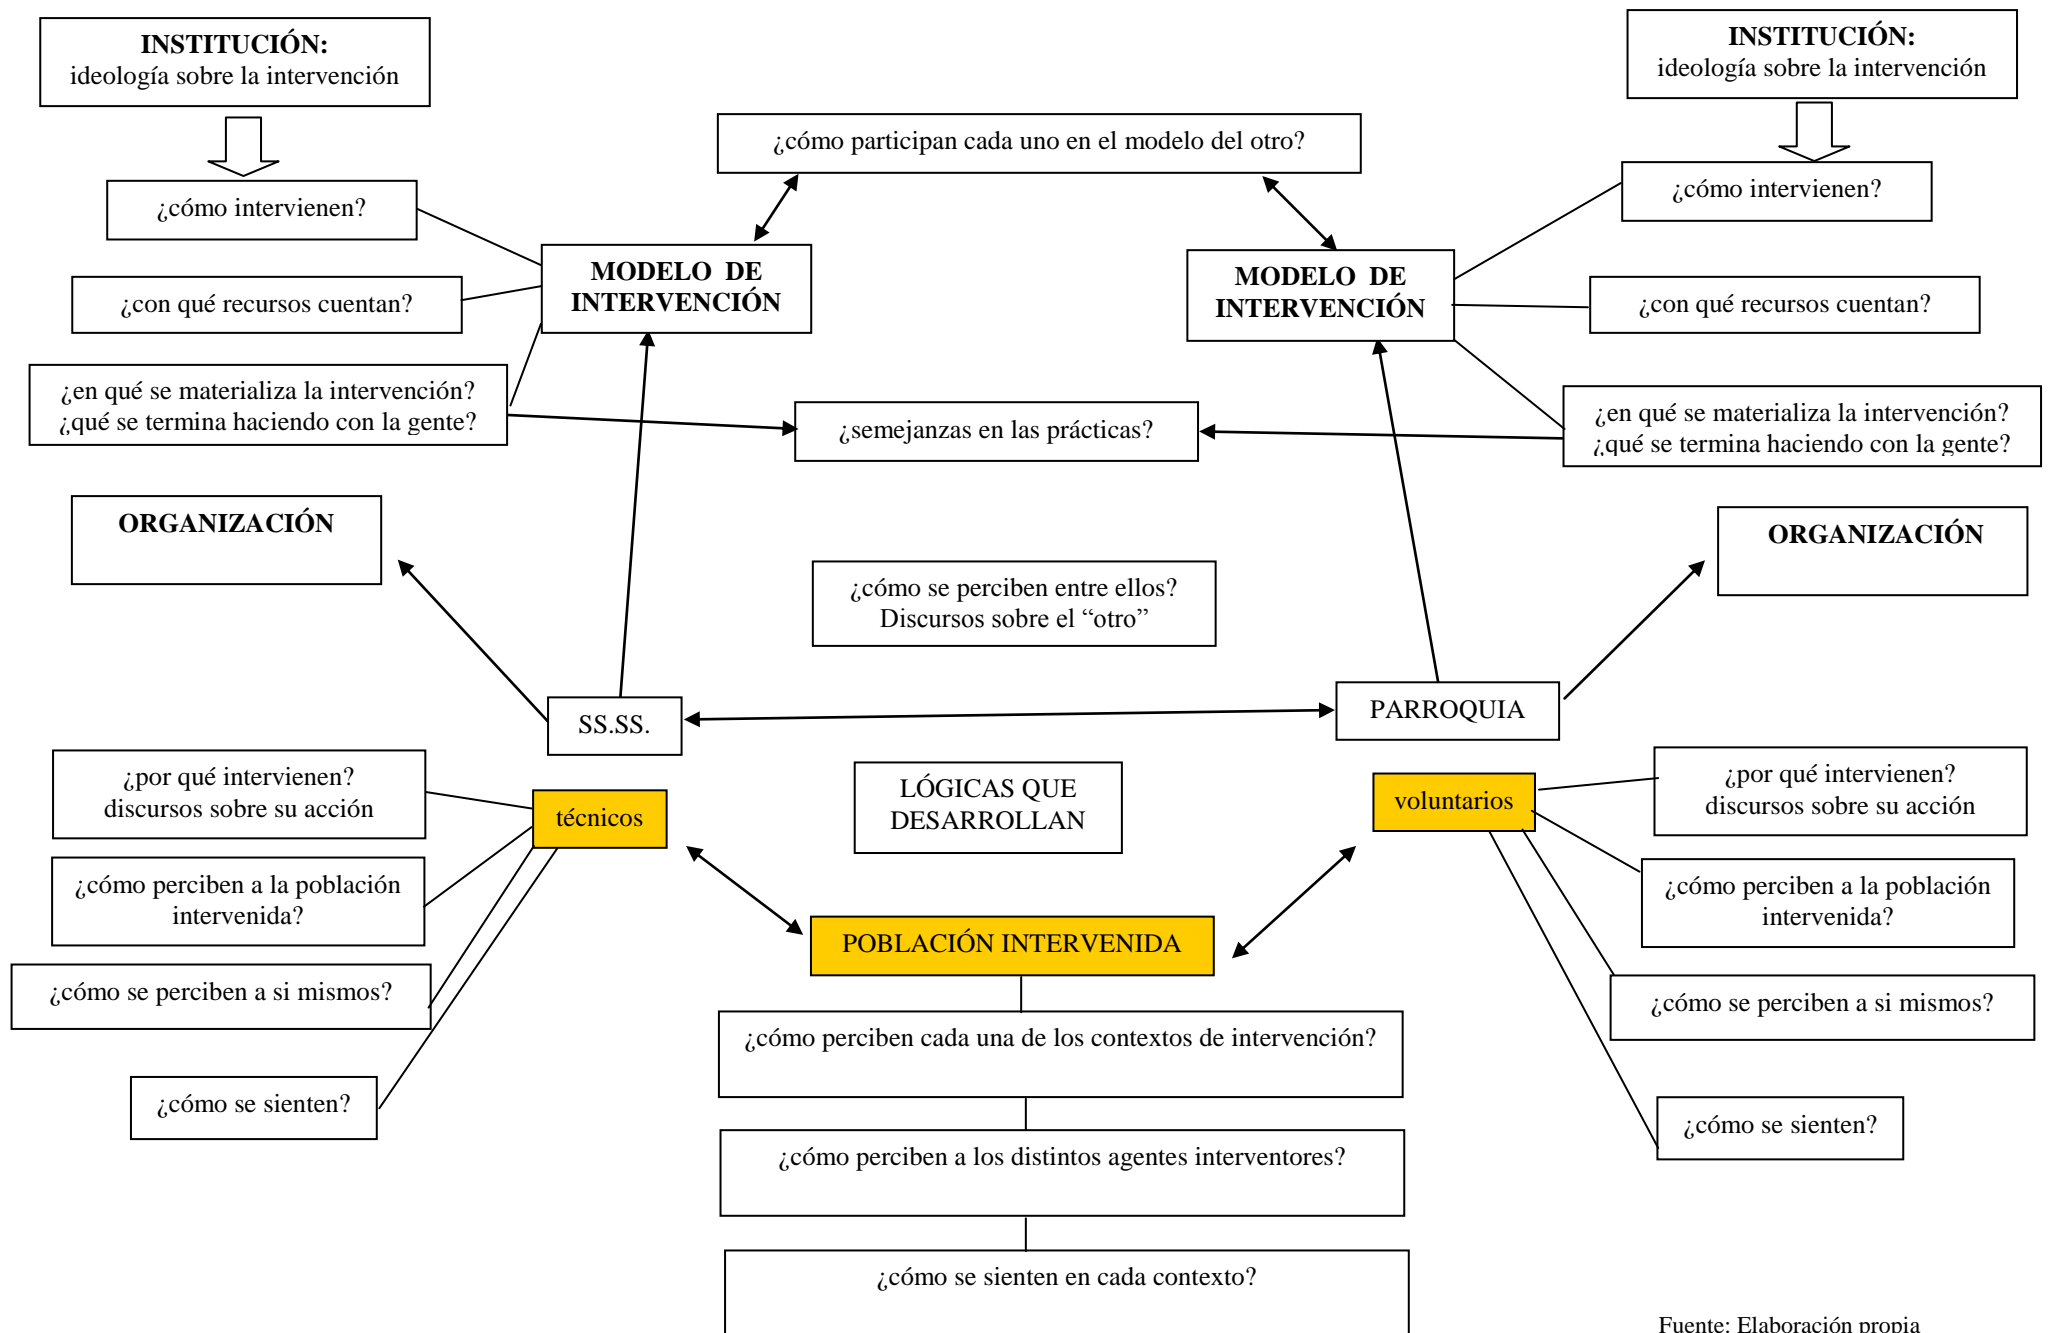 INSTITUCIÓN:
ideología sobre la intervención
INSTITUCIÓN:
ideología sobre la intervención
¿cómo participan cada uno en el modelo del otro?
¿cómo intervienen?
¿cómo intervienen?
MODELO DE
INTERVENCIÓN
MODELO DE
INTERVENCIÓN
¿con qué recursos cuentan?
¿con qué recursos cuentan?
¿en qué se materializa la intervención?
¿qué se termina haciendo con la gente?
¿semejanzas en las prácticas?
¿en qué se materializa la intervención?
¿qué se termina haciendo con la gente?
ORGANIZACIÓN
ORGANIZACIÓN
¿cómo se perciben entre ellos?
Discursos sobre el “otro”
SS.SS.
PARROQUIA
¿por qué intervienen?
discursos sobre su acción
técnicos
LÓGICAS QUE
DESARROLLAN
voluntarios
¿por qué intervienen?
discursos sobre su acción
¿cómo perciben a la población
intervenida?
¿cómo perciben a la población
intervenida?
POBLACIÓN INTERVENIDA
¿cómo se perciben a si mismos?
¿cómo se perciben a si mismos?
¿cómo perciben cada una de los contextos de intervención?
¿cómo se sienten?
¿cómo se sienten?
¿cómo perciben a los distintos agentes interventores?
¿cómo se sienten en cada contexto?
Fuente: Elaboración propia